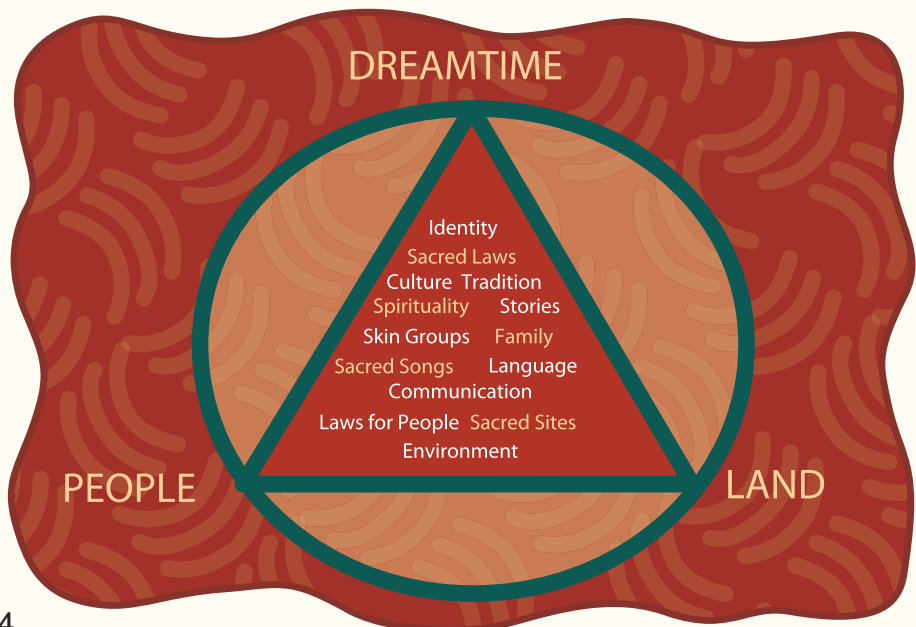 DREAMTIME
Identity
Sacred Laws
Culture Tradition
Spirituality Stories
Skin Groups Family
Sacred Songs Language
Communication
Laws for People Sacred Sites
Environment
PEOPLE
LAND
4